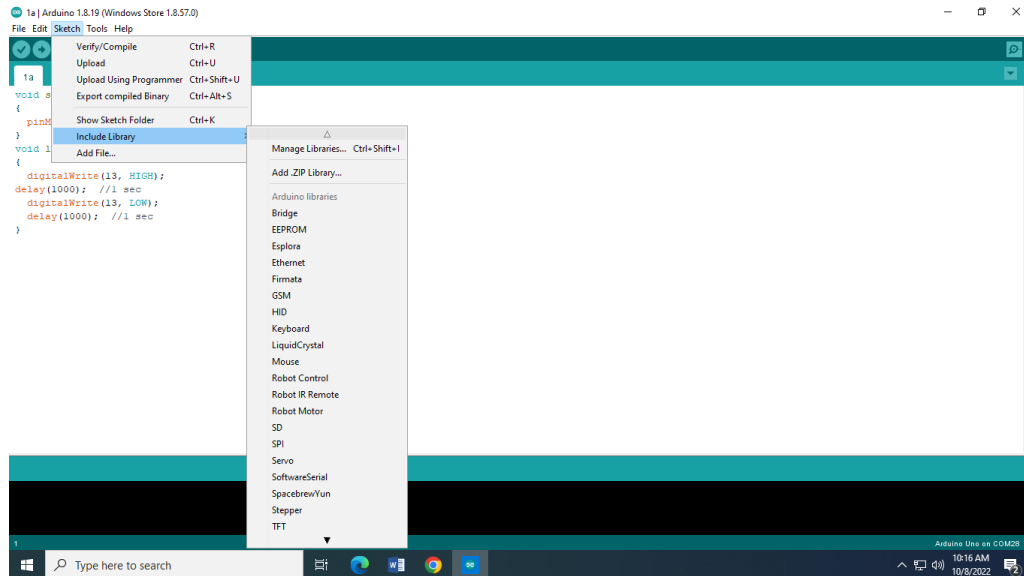 1a | Arduino 1.8.19 (Windows Store 1.8.57.0)
File Edit Sketch Tools Help
Verify/Compile Ctrl+R
Upload Ctrl+U
Upload Using Programmer Ctrl+Shift+U
Export compiled Binary Ctrl+Alt+S
Show Sketch Folder Ctrl+K
Include Library
Add File...
Manage Libraries... Ctrl+Shift+I
Add .ZIP Library...
Arduino libraries
Bridge
EEPROM
Esplora
Ethernet
Firmata
GSM
HID
Keyboard
LiquidCrystal
Mouse
Robot Control
Robot IR Remote
Robot Motor
SD
SPI
Servo
SoftwareSerial
SpacebrewYun
Stepper
TFT
1a
void s
{
pinM
}
void l
{
digitalWrite(13, HIGH);
delay(1000); //1 sec
digitalWrite(13, LOW);
delay(1000); //1 sec
}
1
Arduino Uno on COM28
Type here to search
10:16 AM
10/8/2022
2